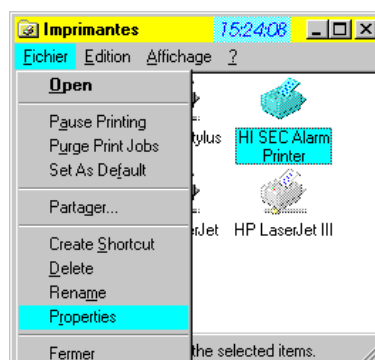 Imprimantes 15:24:08
Fichier Edition Affichage ?
Open
Pause Printing
Purge Print Jobs
Set As Default
Partager...
Create Shortcut
Delete
Rename
Properties
Fermer
tylus
HI SEC Alarm
Printer
rJet
HP LaserJet III
the selected items.